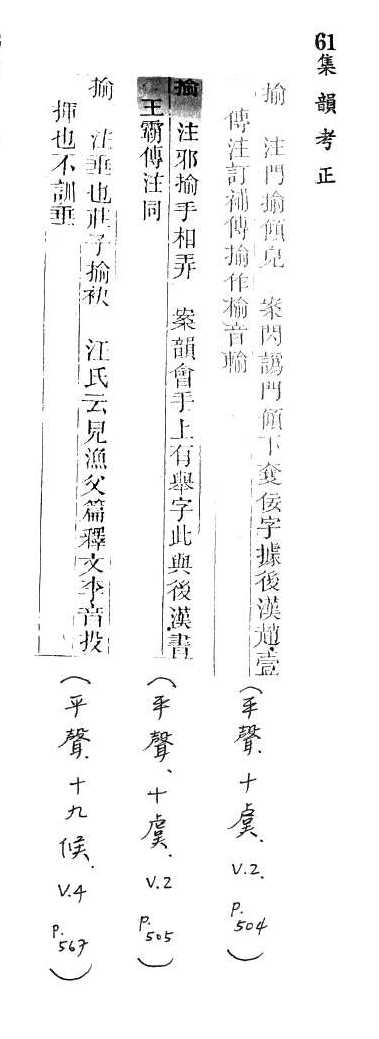 61
集韻考正
揄　注門揄傾皃　案閃譌門傾下奪佞字據後漢趙壹
傳注訂補傳揄作楡音輸
(平聲、十虞、V.2. P.504)
揄　注邪揄手相弄　案韻會手上有舉字此與後漢書
王霸傳注同
(平聲、十虞、V.2 P.505)
揄　注垂也莊子揄袂　江氏云見漁父篇釋文李音投
揮也不訓垂
(平聲、十九侯、V.4 P.567)